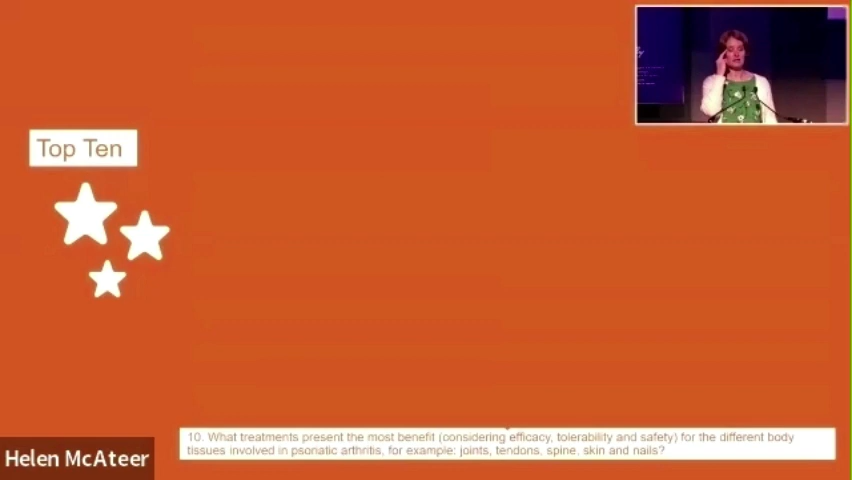 Top Ten
10. What treatments present the most benefit (considering efficacy, tolerability and safety) for the different body
tissues involved in psoriatic arthritis, for example: joints, tendons, spine, skin and nails?
Helen McAteer